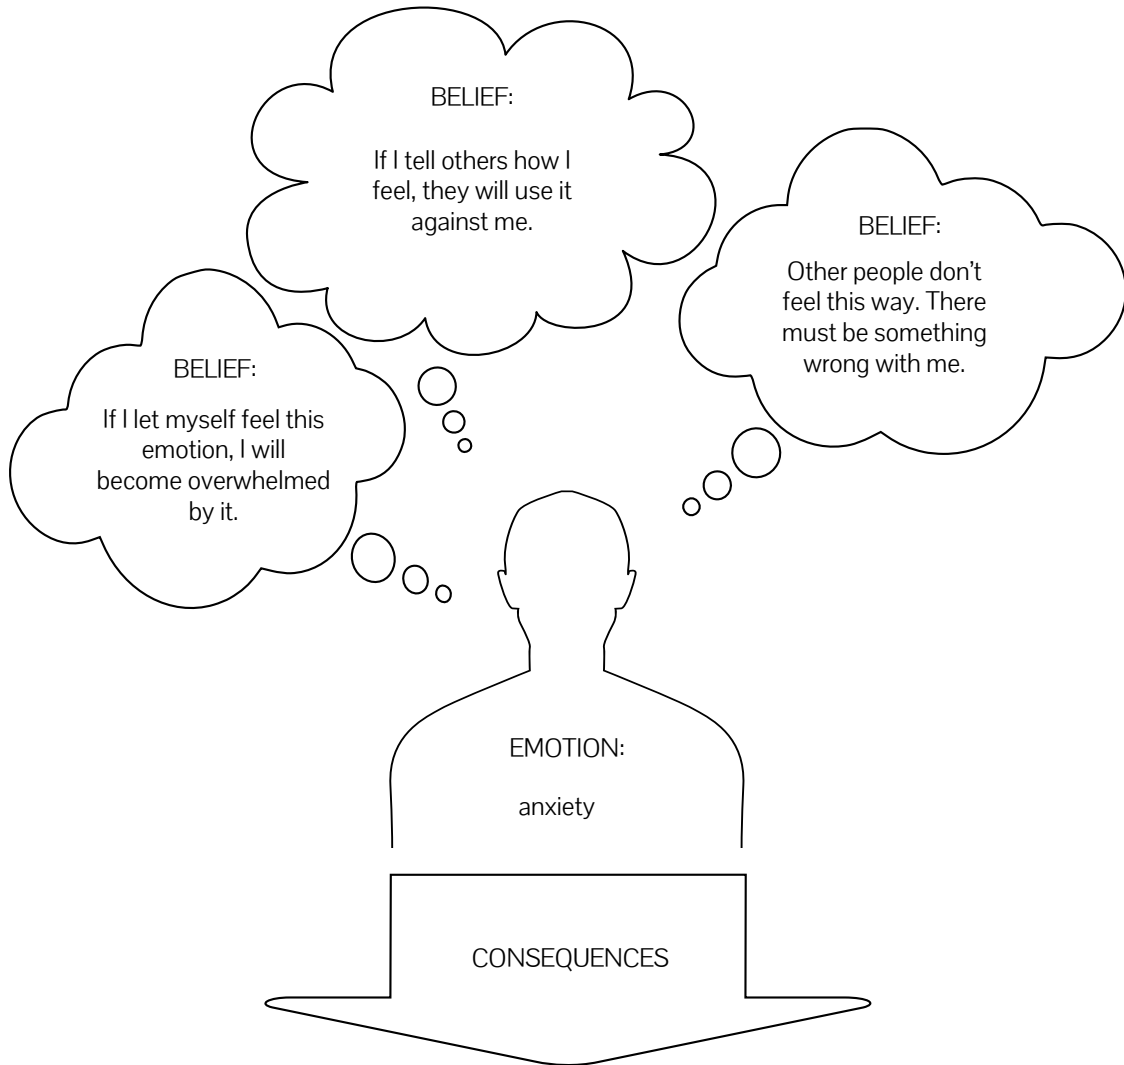 BELIEF:
If I tell others how I
feel, they will use it
against me.
BELIEF:
Other people don't
feel this way. There
must be something
wrong with me.
BELIEF:
If I let myself feel this
emotion, I will
become overwhelmed
by it.
EMOTION:
anxiety
CONSEQUENCES